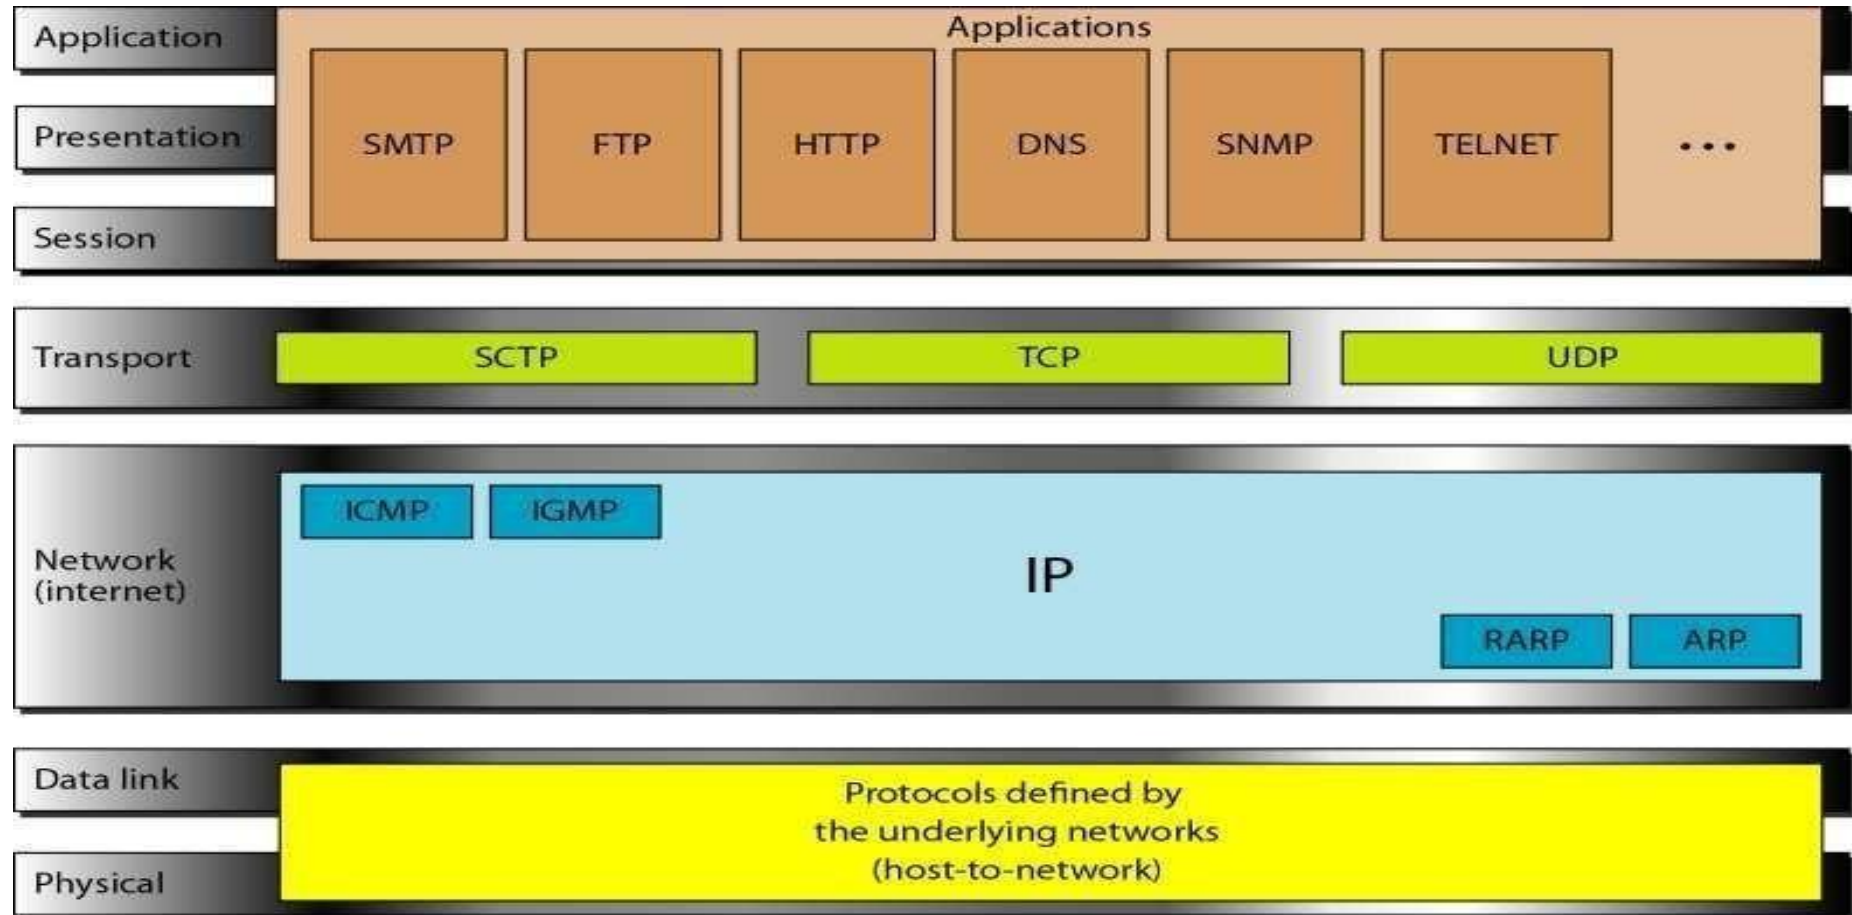 Application
Applications
Presentation
SMTP
FTP
HTTP
DNS
SNMP
TELNET
...
Session
Transport
SCTP
TCP
UDP
Network
(internet)
ICMP
IGMP
IP
RARP
ARP
Data link
Physical
Protocols defined by
the underlying networks
(host-to-network)